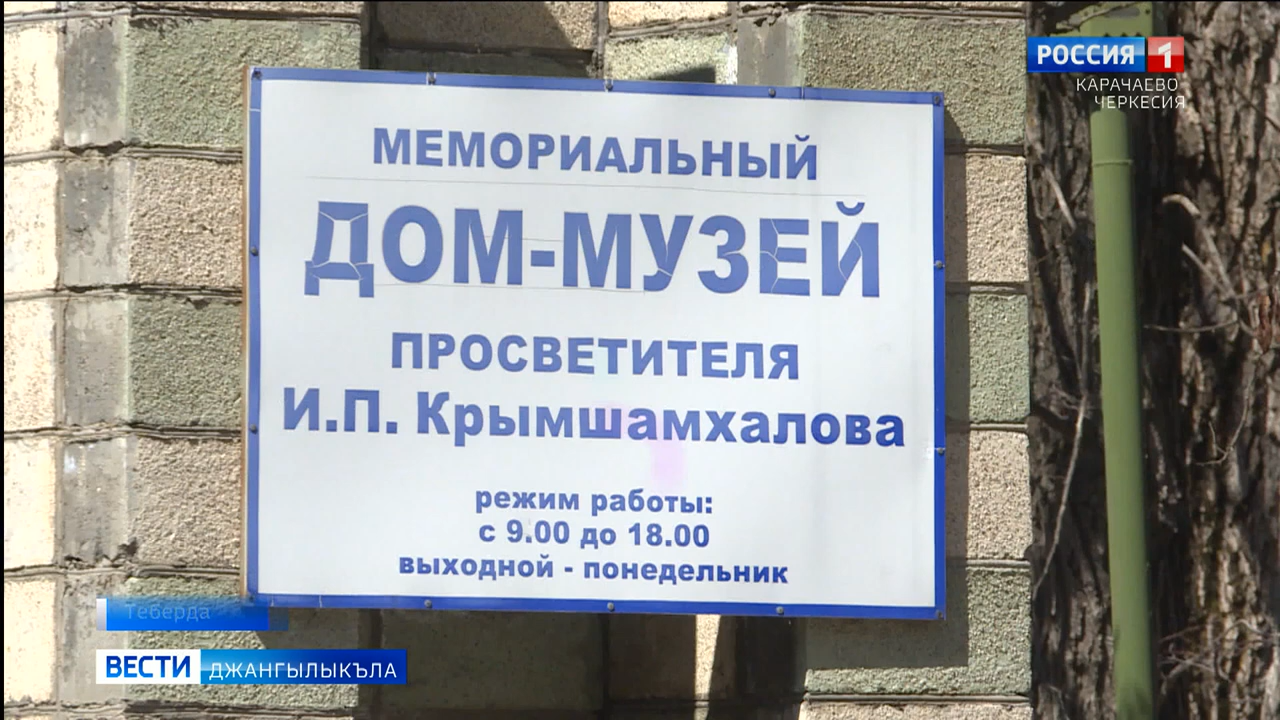 РОССИЯ 1
КАРАЧАЕВО
ЧЕРКЕСИЯ
МЕМОРИАЛЬНЫЙ
ДОМ-МУЗЕЙ
ПРОСВЕТИТЕЛЯ
И.П. Крымшамхалова
режим работы:
с 9.00 до 18.00
выходной - понедельник
Теберда
ВЕСТИ ДЖАНГЫЛЫКЪЛА